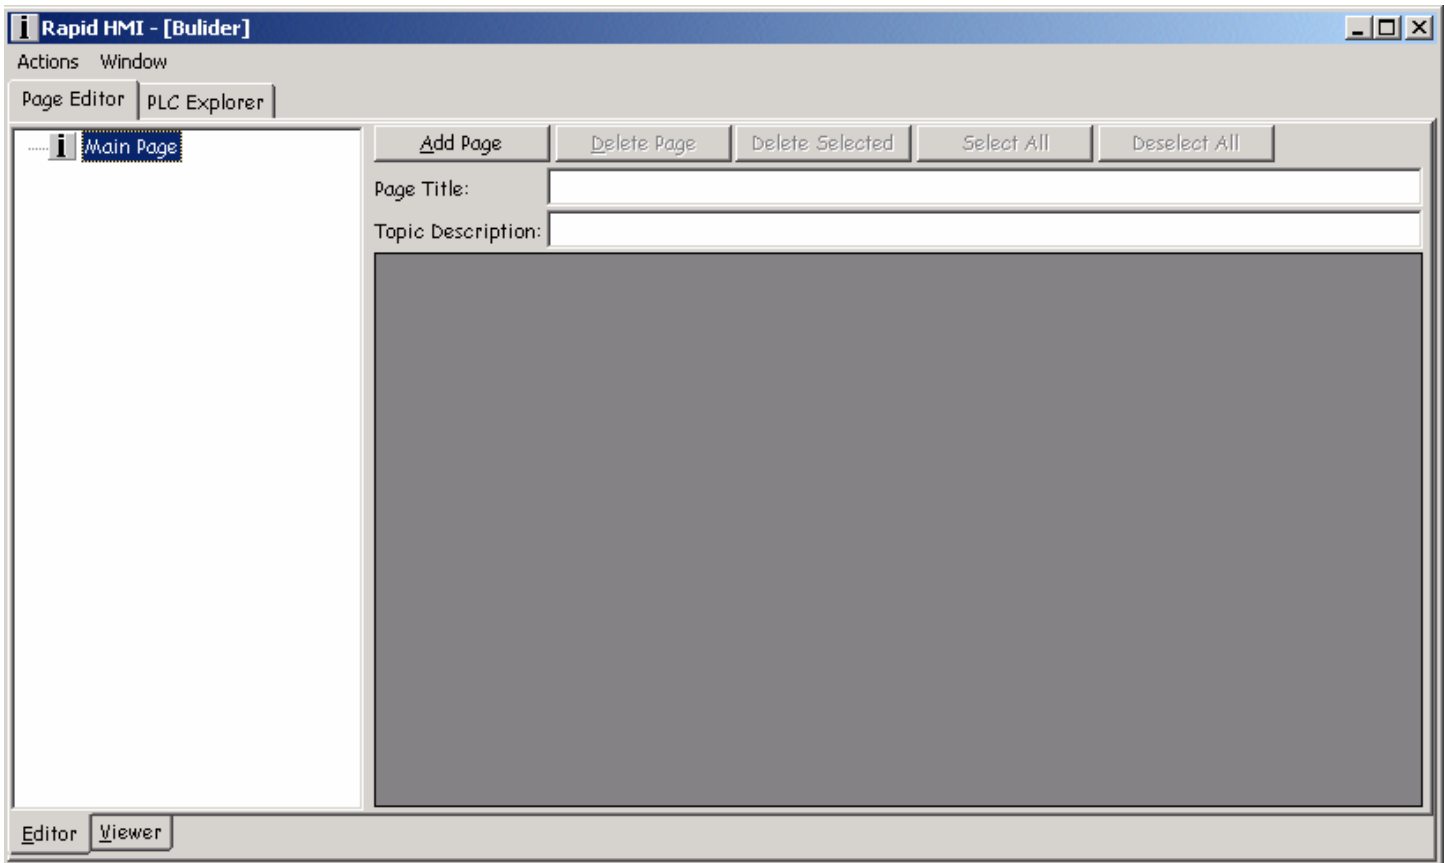 Rapid HMI - [Bulider]
Actions Window
Page Editor PLC Explorer
Main Page
Add Page Delete Page Delete Selected Select All Deselect All
Page Title:
Topic Description:
Editor Viewer